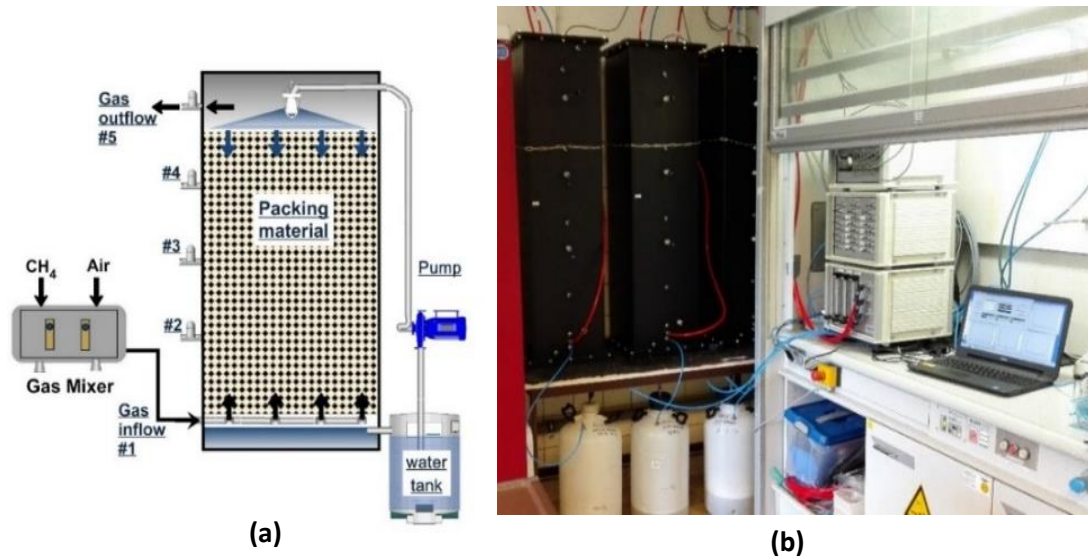 Gas
outflow
#5
#4
Packing
material
#3
CH4 Air
Pump
#2
Gas Mixer
Gas
inflow
#1
water
tank
(a)
(b)